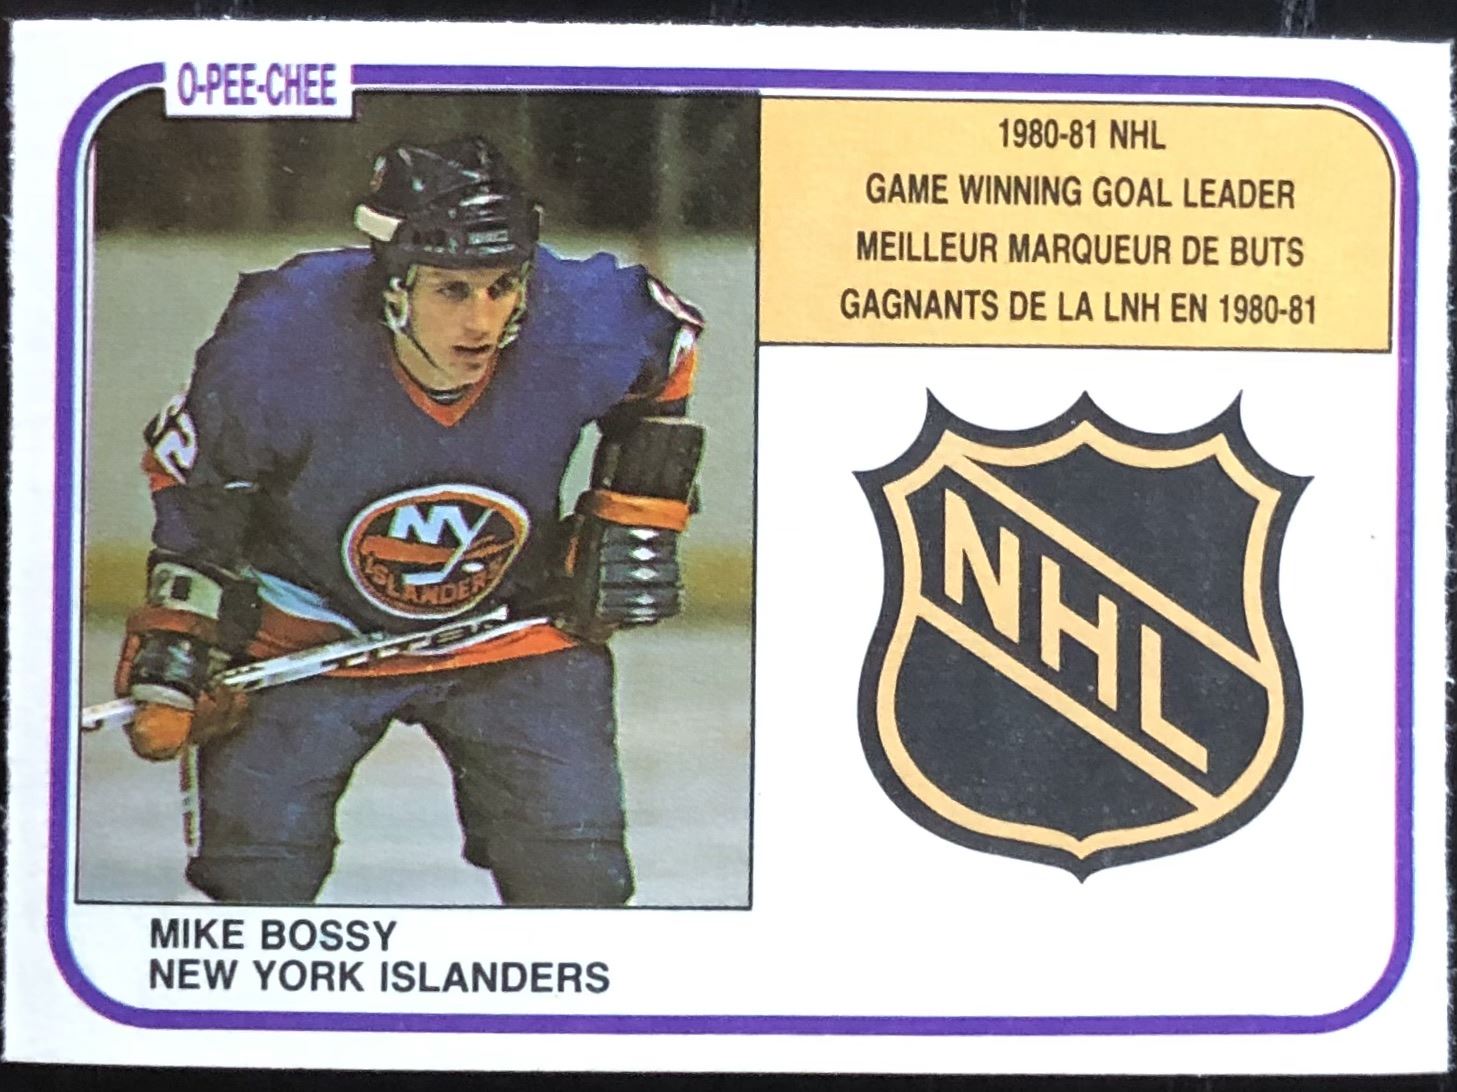 O-PEE-CHEE
1980-81 NHL
GAME WINNING GOAL LEADER
MEILLEUR MARQUEUR DE BUTS
GAGNANTS DE LA LNH EN 1980-81
NY
ISLANDERS
NHL
MIKE BOSSY
NEW YORK ISLANDERS